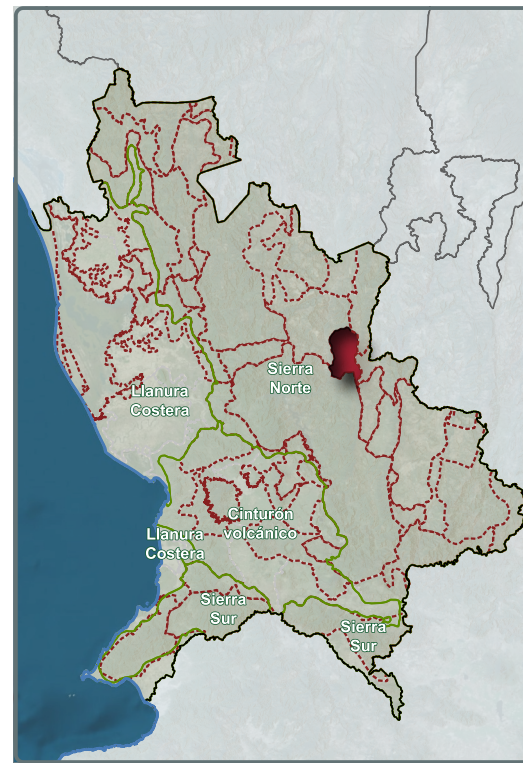 Sierra
Norte
Llanura
Costera
Cinturón
volcánico
Llanura
Costera
Sierra
Sur
Sierra
Sur